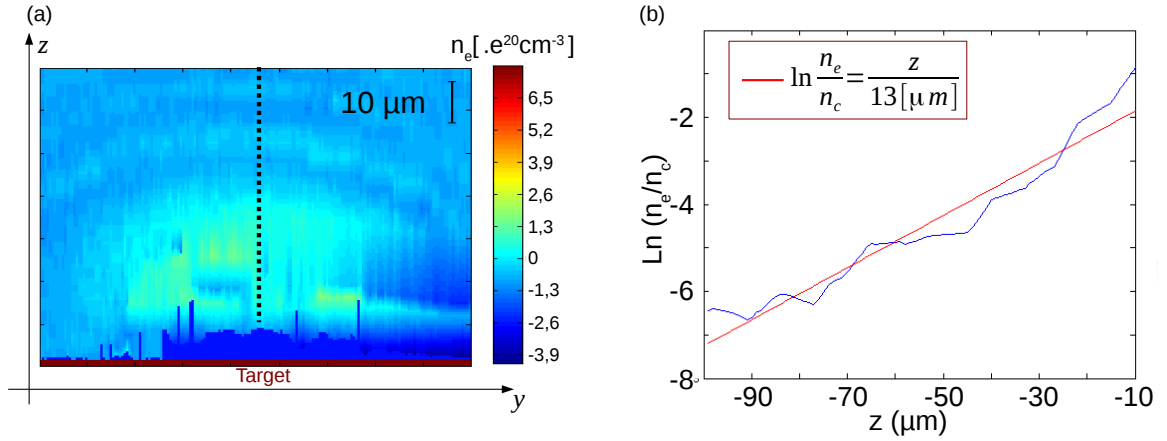 (a)
z
n_e[ .e^20cm^-3]
10 µm
6,5
5,2
3,9
2,6
1,3
0
-1,3
-2,6
-3,9
Target
y
(b)
ln n_e/n_c = z/13[µm]
Ln (n_e/n_c)
-2
-4
-6
-8
-90 -70 -50 -30 -10
z (µm)